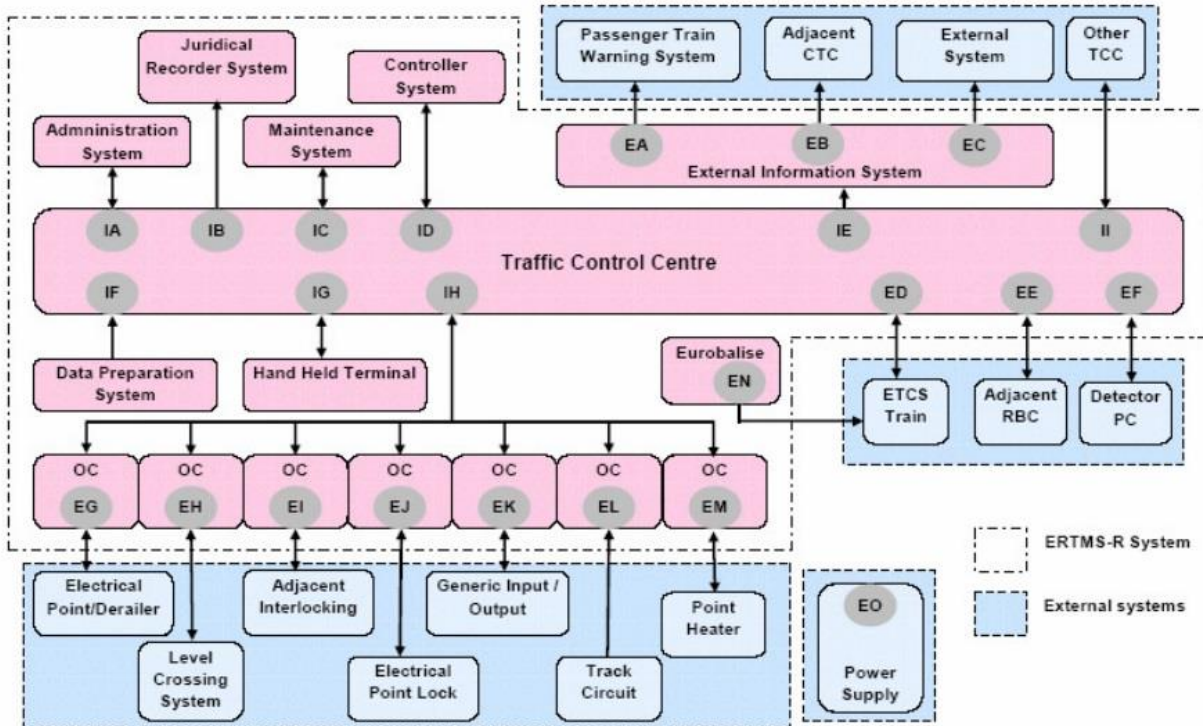 Passenger Train
Warning System
Adjacent
CTC
External
System
Other
TCC
Juridical
Recorder System
Controller
System
Admninistration
System
Maintenance
System
EA
EB
EC
External Information System
IA
IB
IC
ID
IE
II
Traffic Control Centre
IF
IG
IH
ED
EE
EF
Data Preparation
System
Hand Held Terminal
Eurobalise
EN
ETCS
Train
Adjacent
RBC
Detector
PC
OC
EG
OC
EH
OC
EI
OC
EJ
OC
EK
OC
EL
OC
EM
Electrical
Point/Derailer
Level
Crossing
System
Adjacent
Interlocking
Electrical
Point Lock
Generic Input /
Output
Track
Circuit
Point
Heater
EO
Power
Supply
ERTMS-R System
External systems